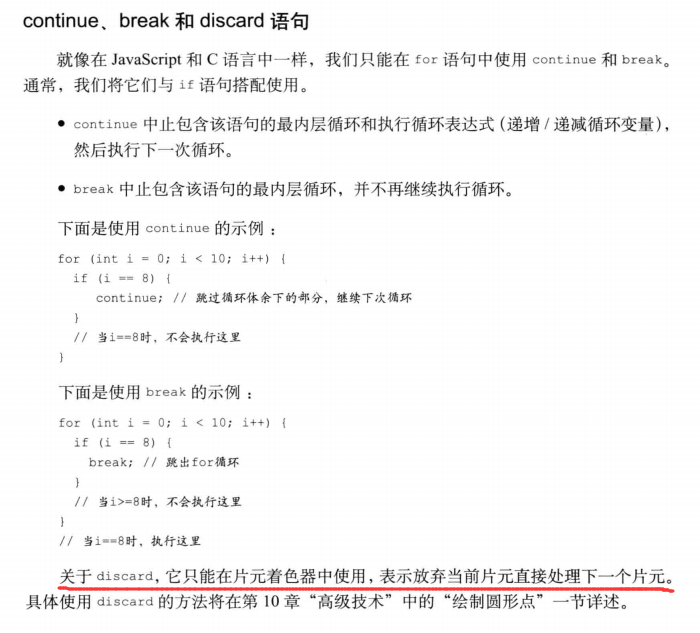 continue、break 和 discard 语句
就像在 JavaScript 和 C 语言中一样，我们只能在 for 语句中使用 continue 和 break。
通常，我们将它们与 if 语句搭配使用。
● continue 中止包含该语句的最内层循环和执行循环表达式（递增 / 递减循环变量），
然后执行下一次循环。
● break 中止包含该语句的最内层循环，并不再继续执行循环。
下面是使用 continue 的示例：
for (int i = 0; i < 10; i++) {
if (i == 8) {
continue; // 跳过循环体余下的部分，继续下次循环
}
// 当i==8时，不会执行这里
}
下面是使用 break 的示例：
for (int i = 0; i < 10; i++) {
if (i == 8) {
break; // 跳出for循环
}
// 当i>=8时，不会执行这里
}
// 当i==8时，执行这里
关于 discard，它只能在片元着色器中使用，表示放弃当前片元直接处理下一个片元。
具体使用 discard 的方法将在第 10 章“高级技术”中的“绘制圆形点”一节详述。